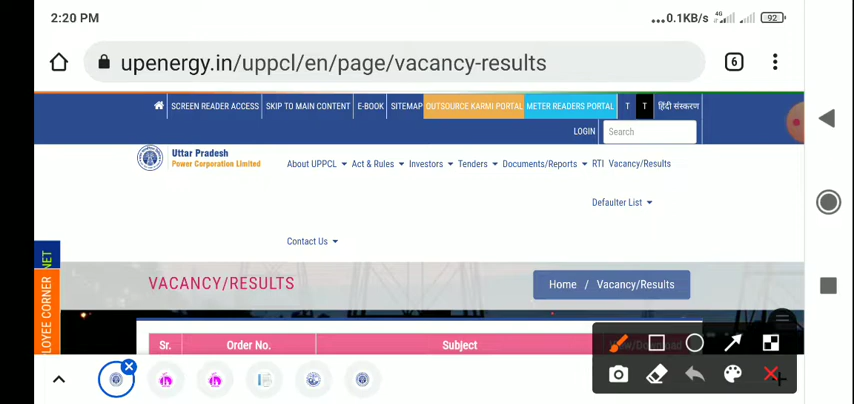 2:20 PM
...0.1KB/s 4G 92
upenergy.in/uppcl/en/page/vacancy-results
6
SCREEN READER ACCESS SKIP TO MAIN CONTENT E-BOOK SITEMAP OUTSOURCE KARMI PORTAL METER READERS PORTAL T T हिंदी संस्करण
LOGIN Search
Uttar Pradesh
Power Corporation Limited
About UPPCL Act & Rules Investors Tenders Documents/Reports RTI Vacancy/Results
Defaulter List
Contact Us
NET
PLOYEE CORNER
VACANCY/RESULTS
Home / Vacancy/Results
Sr. Order No. Subject View/Download